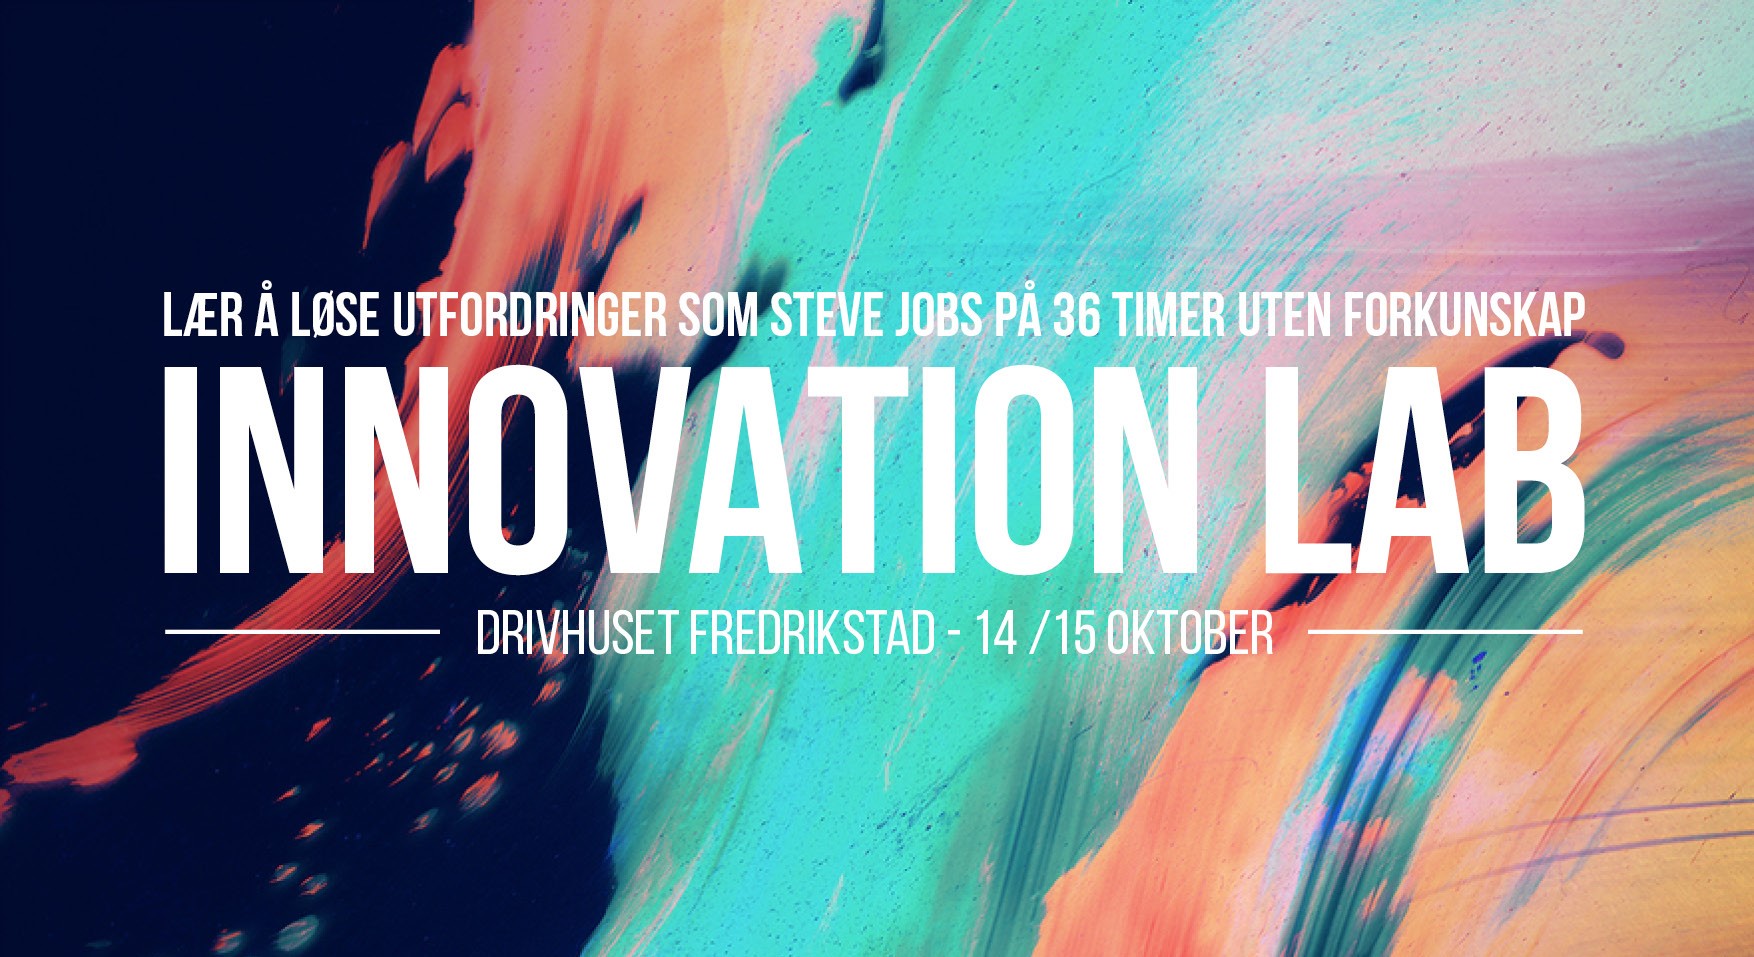 LÆR Å LØSE UTFORDRINGER SOM STEVE JOBS PÅ 36 TIMER UTEN FORKUNSKAP
INNOVATION LAB
DRIVHUSET FREDRIKSTAD - 14 /15 OKTOBER